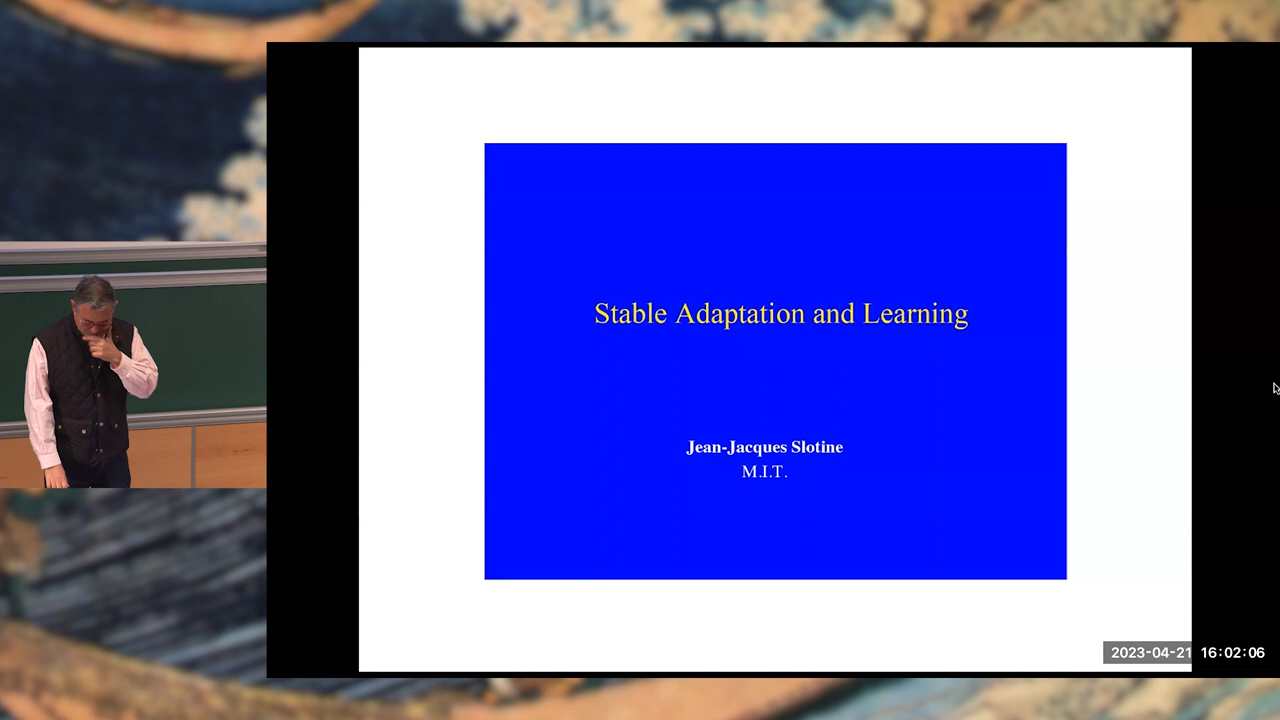 Stable Adaptation and Learning
Jean-Jacques Slotine
M.I.T.
2023-04-21 16:02:06